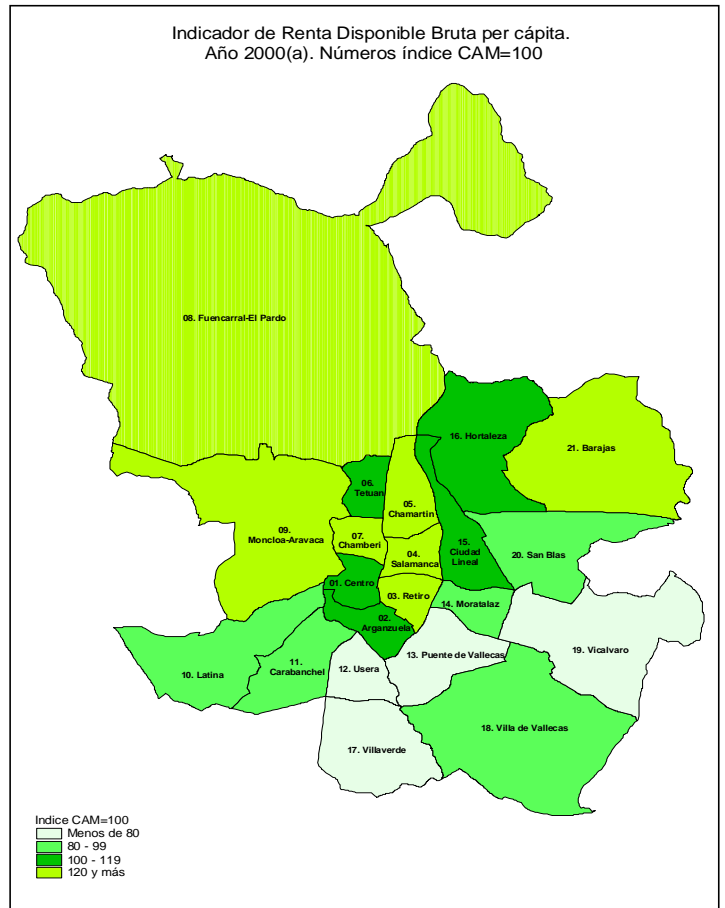 Indicador de Renta Disponible Bruta per cápita.
Año 2000(a). Números índice CAM=100
08. Fuencarral-El Pardo
16. Hortaleza
21. Barajas
06.
Tetuan
05.
Chamartin
09.
Moncloa-Aravaca
07.
Chamberi
04.
Salamanca
15.
Ciudad
Lineal
20. San Blas
01. Centro
03. Retiro
14. Moratalaz
02.
Arganzuela
10. Latina
11.
Carabanchel
12. Usera
13. Puente de Vallecas
19. Vicalvaro
18. Villa de Vallecas
17. Villaverde
Indice CAM=100
Menos de 80
80 - 99
100 - 119
120 y más